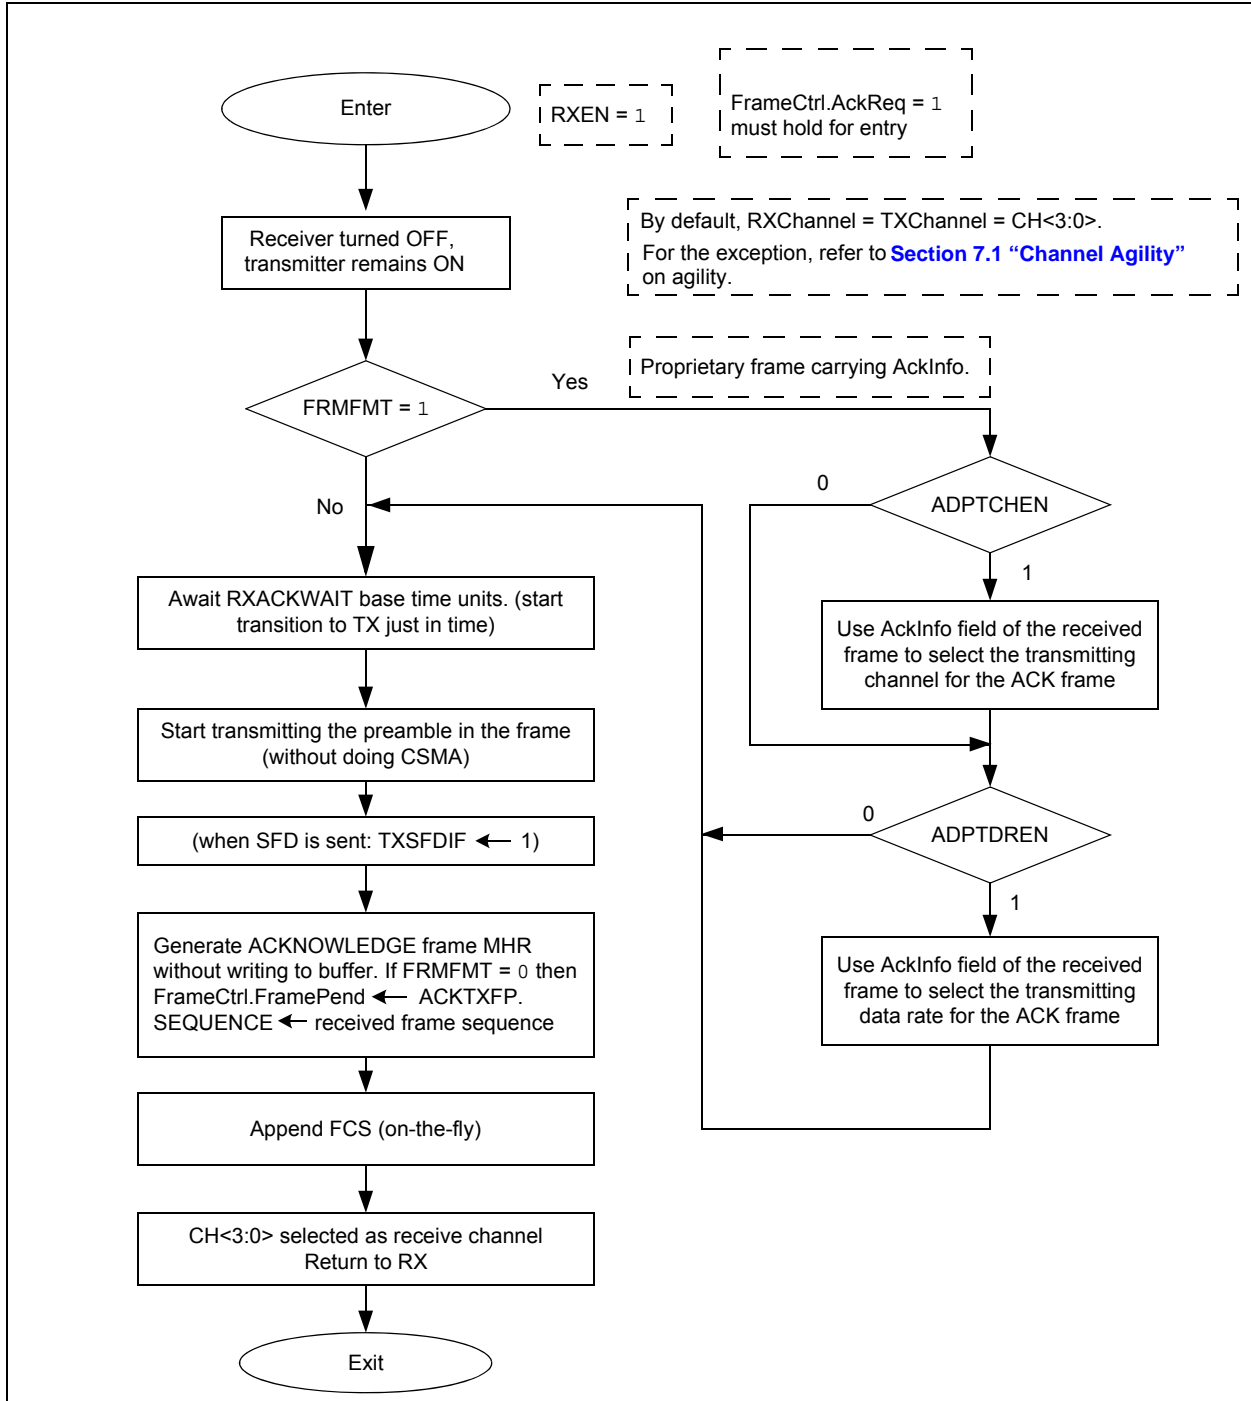 Enter
RXEN = 1
FrameCtrl.AckReq = 1
must hold for entry
Receiver turned OFF,
transmitter remains ON
By default, RXChannel = TXChannel = CH<3:0>.
For the exception, refer to Section 7.1 “Channel Agility”
on agility.
FRMFMT = 1
Yes
Proprietary frame carrying AckInfo.
No
0
ADPTCHEN
1
Use AckInfo field of the received
frame to select the transmitting
channel for the ACK frame
0
ADPTDREN
1
Use AckInfo field of the received
frame to select the transmitting
data rate for the ACK frame
Await RXACKWAIT base time units. (start
transition to TX just in time)
Start transmitting the preamble in the frame
(without doing CSMA)
(when SFD is sent: TXSFDIF ← 1)
Generate ACKNOWLEDGE frame MHR
without writing to buffer. If FRMFMT = 0 then
FrameCtrl.FramePend ← ACKTXFP.
SEQUENCE ← received frame sequence
Append FCS (on-the-fly)
CH<3:0> selected as receive channel
Return to RX
Exit